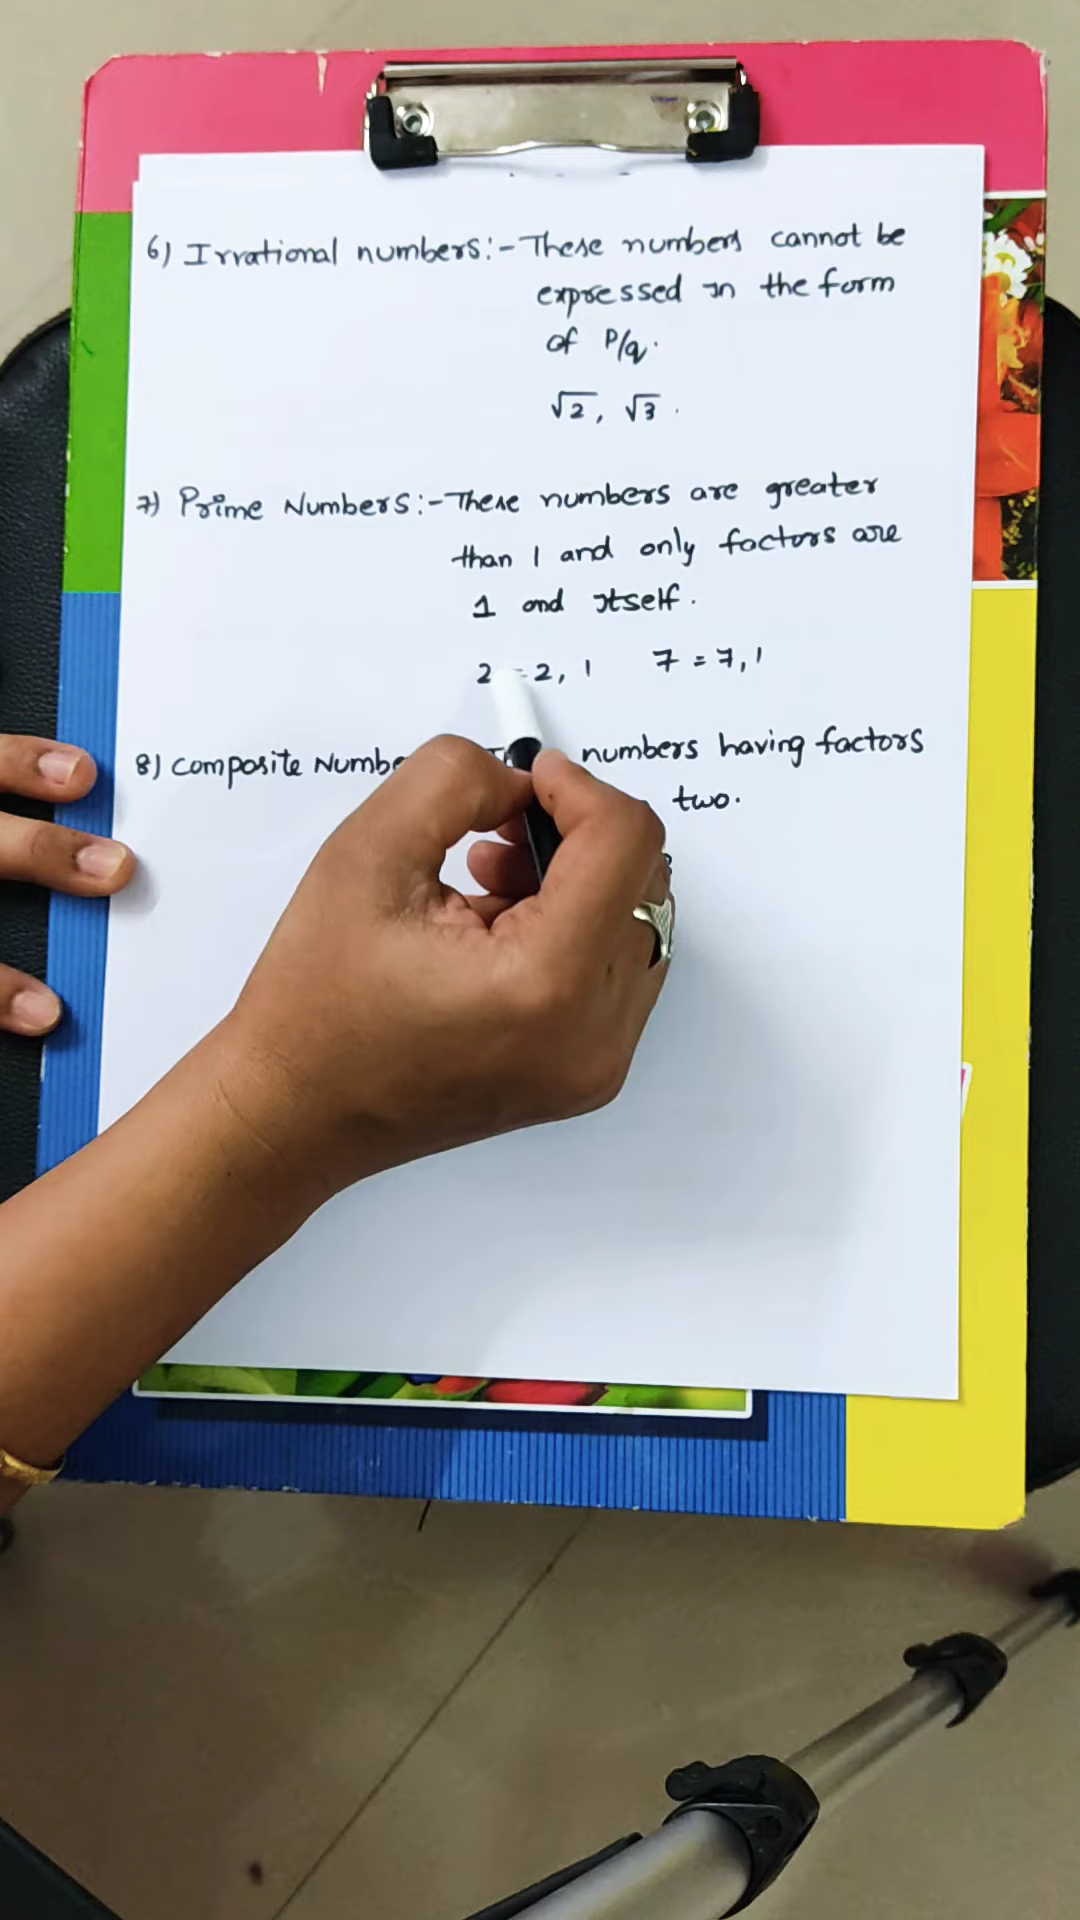 6) Irrational numbers:- These numbers cannot be
expressed in the form
of P/q.
√2, √3.
7) Prime Numbers:- These numbers are greater
than 1 and only factors are
1 and itself.
2 = 2, 1 7 = 7, 1
8) Composite Numbe numbers having factors
two.